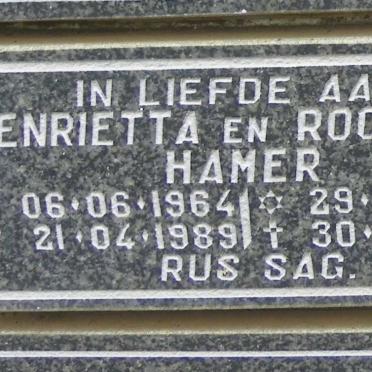 IN LIEFDE AA
ENRIETTA EN ROO
HAMER
06·06·1964 ✡ 29·
21·04·1989 † 30·
RUS SAG.